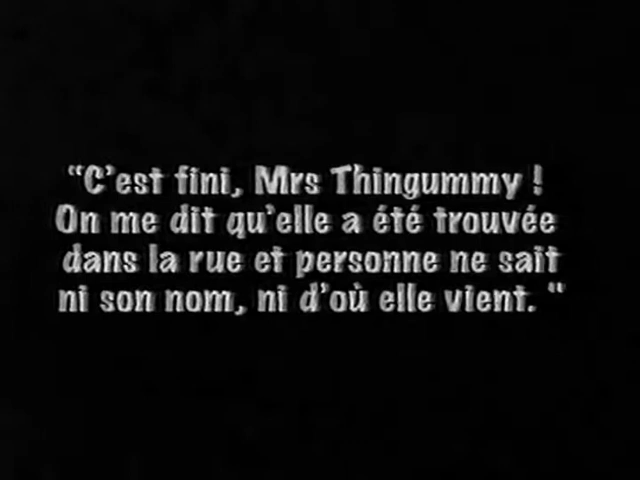 “C’est fini, Mrs Thingummy !
On me dit qu’elle a été trouvée
dans la rue et personne ne sait
ni son nom, ni d’où elle vient. "